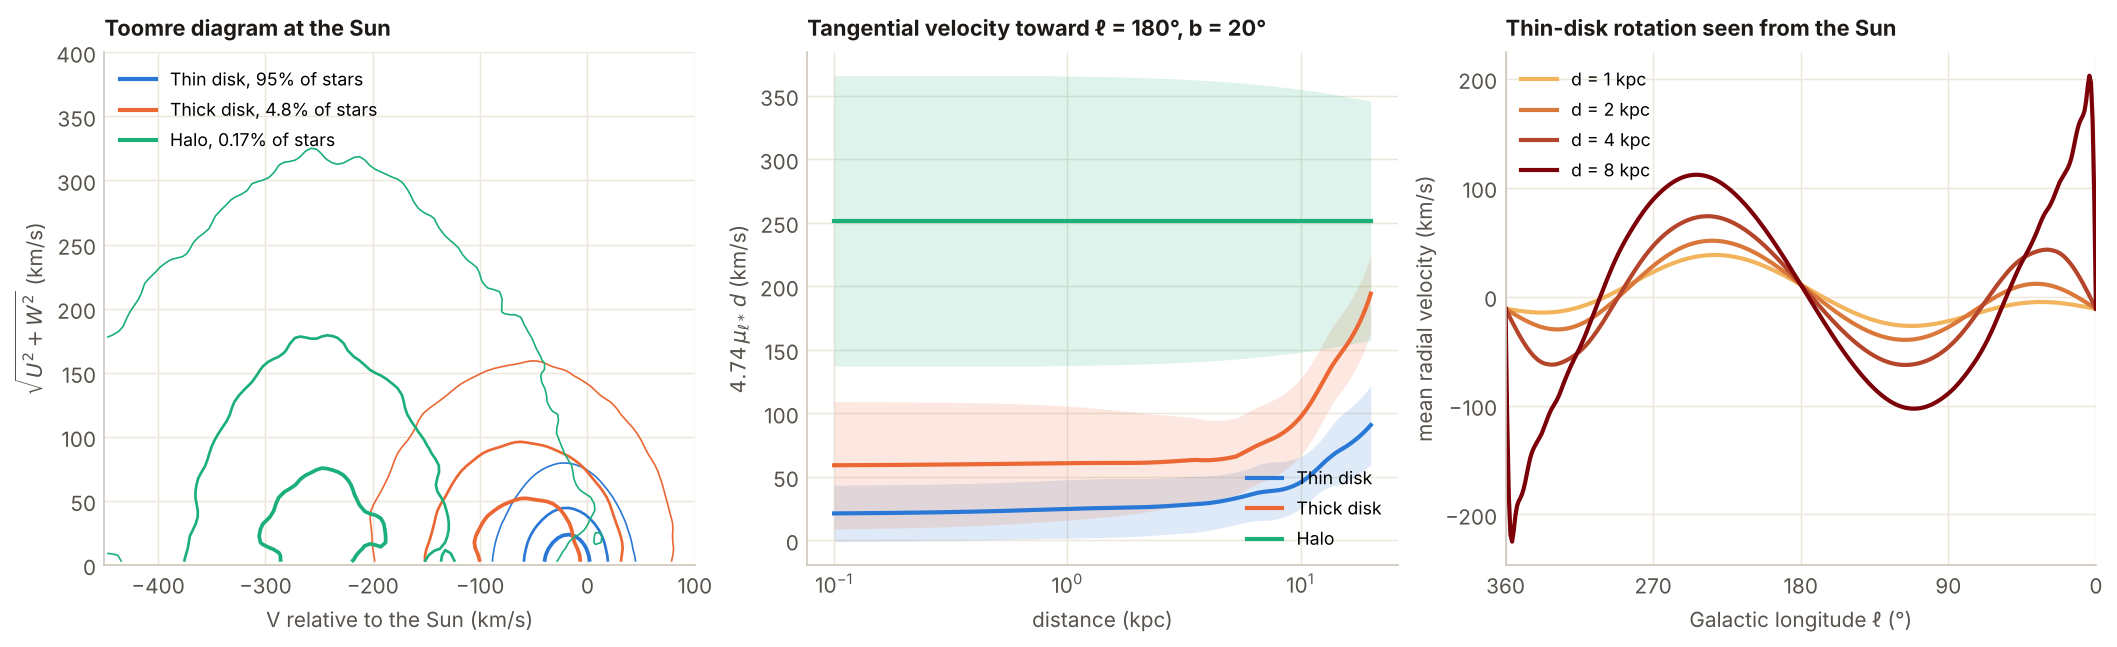 Toomre diagram at the Sun
400
350
300
250
200
150
100
50
0
√U² + W² (km/s)
Thin disk, 95% of stars
Thick disk, 4.8% of stars
Halo, 0.17% of stars
−400
−300
−200
−100
0
100
V relative to the Sun (km/s)
Tangential velocity toward ℓ = 180°, b = 20°
350
300
250
200
150
100
50
0
4.74 μℓ* d (km/s)
Thin disk
Thick disk
Halo
10⁻¹
10⁰
10¹
distance (kpc)
Thin-disk rotation seen from the Sun
200
100
0
−100
−200
mean radial velocity (km/s)
d = 1 kpc
d = 2 kpc
d = 4 kpc
d = 8 kpc
360
270
180
90
0
Galactic longitude ℓ (°)